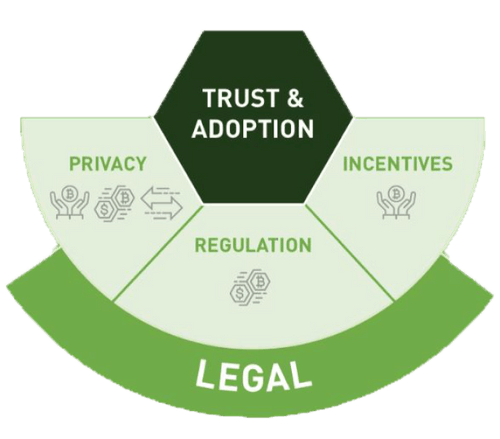 TRUST &
ADOPTION
PRIVACY
INCENTIVES
REGULATION
LEGAL